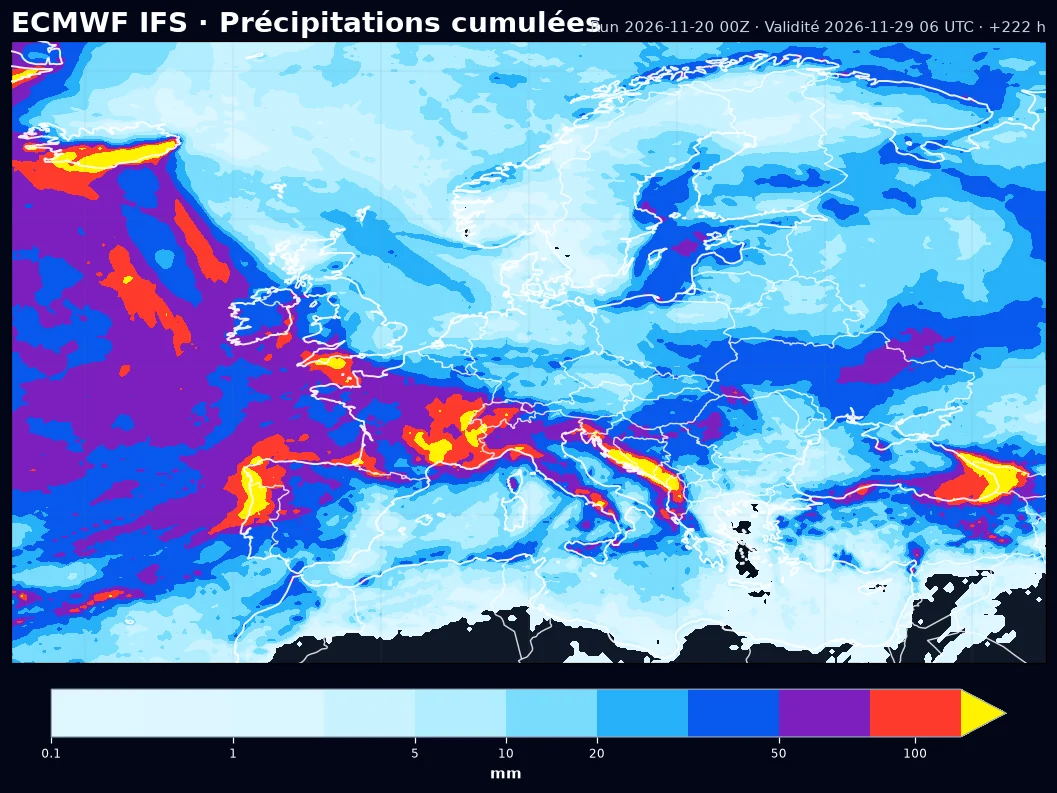 ECMWF IFS · Précipitations cumulées
Run 2026-11-20 00Z · Validité 2026-11-29 06 UTC · +222 h
0.1 1 5 10 20 50 100
mm